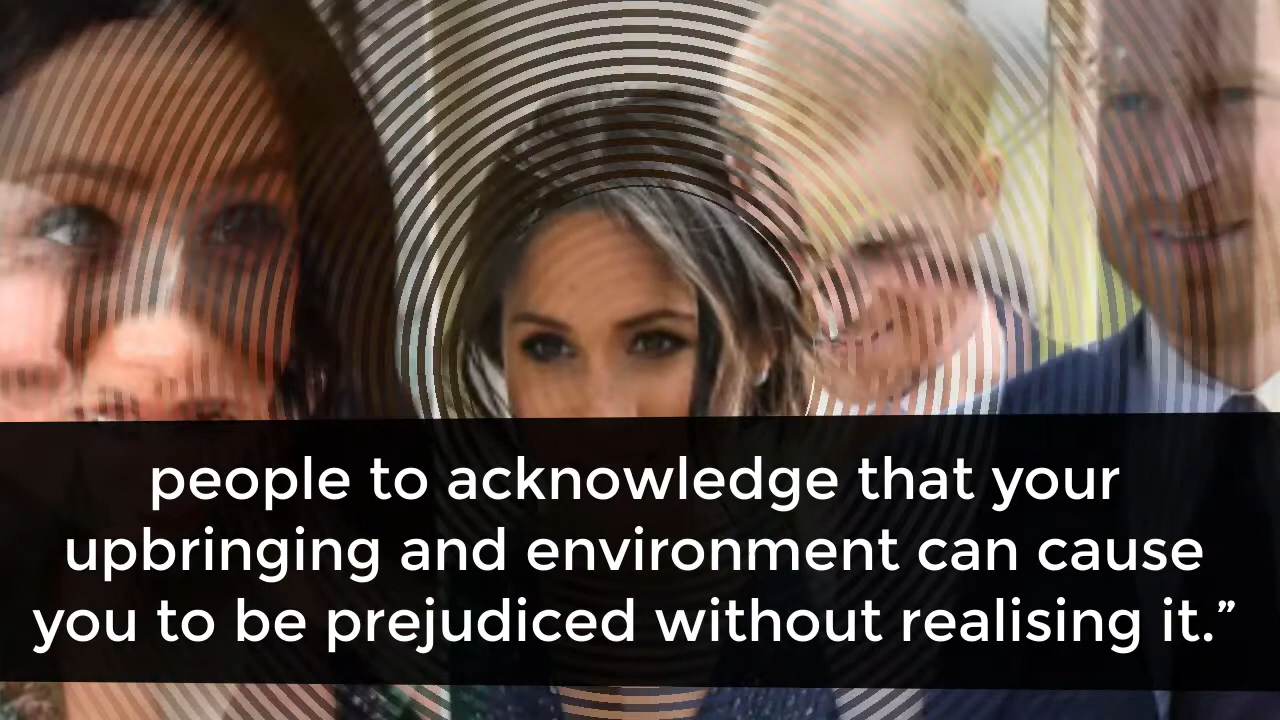 people to acknowledge that your
upbringing and environment can cause
you to be prejudiced without realising it.”